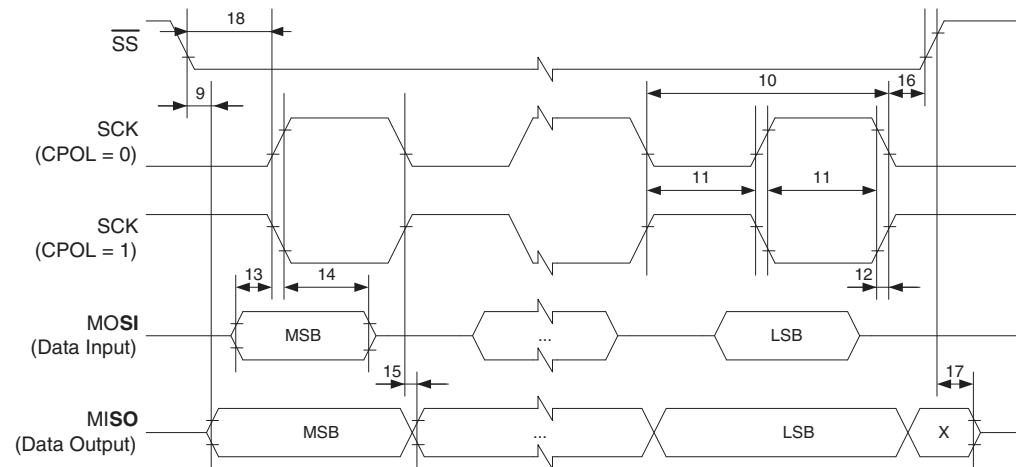 18
SS
10
9
16
SCK
(CPOL = 0)
11
11
SCK
(CPOL = 1)
13
14
12
MOSI
(Data Input)
MSB
...
LSB
15
17
MISO
(Data Output)
MSB
...
LSB
X